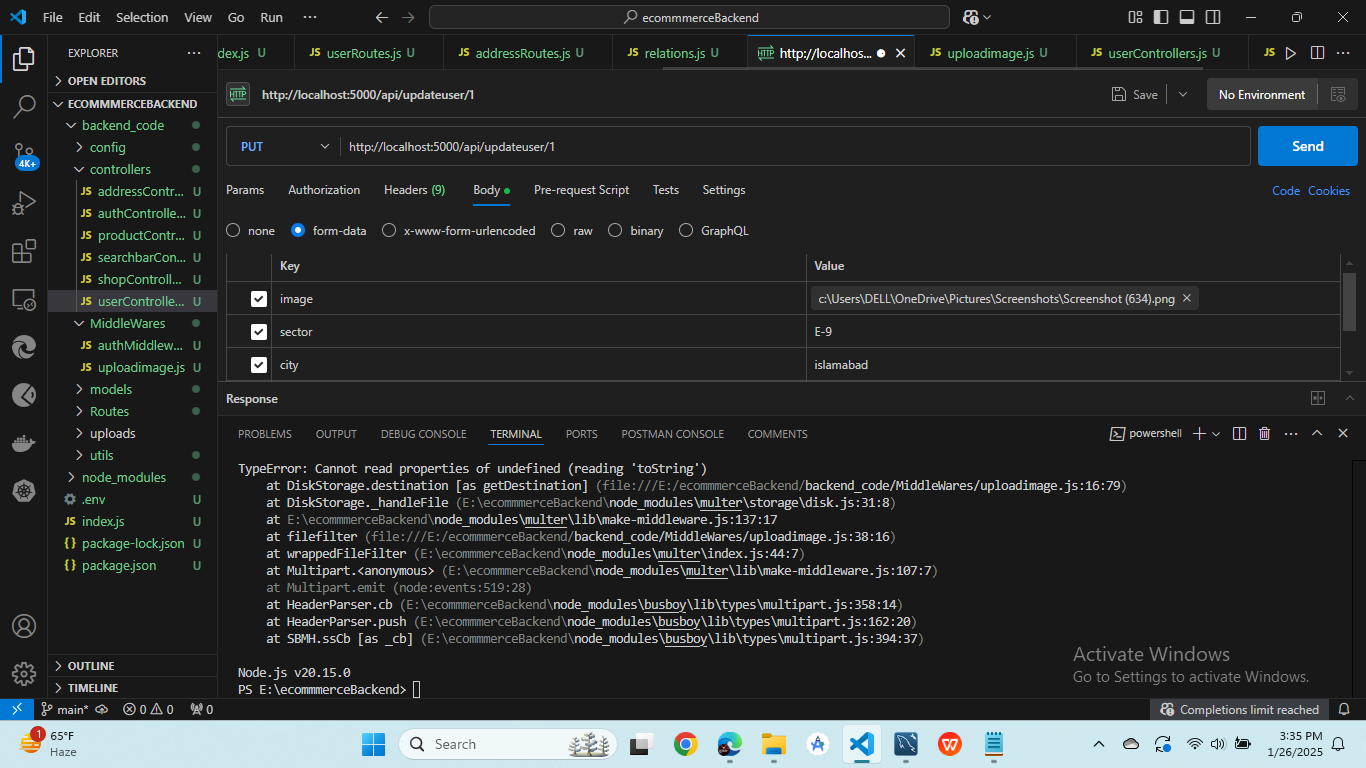 File Edit Selection View Go Run ··· ecommmerceBackend
EXPLORER ···
OPEN EDITORS
ECOMMMERCEBACKEND
backend_code
config
controllers
JS addressContr... U
JS authControlle... U
JS productContr... U
JS searchbarCon... U
JS shopControll... U
JS userControlle... U
MiddleWares
JS authMiddlew... U
JS uploadimage.js U
models
Routes
uploads
utils
node_modules
.env
JS index.js U
{} package-lock.json U
{} package.json U
OUTLINE
TIMELINE
4K+
dex.js U JS userRoutes.js U JS addressRoutes.js U JS relations.js U HTTP http://localhos... JS uploadimage.js U JS userControllers.js U JS ···
HTTP http://localhost:5000/api/updateuser/1 Save No Environment
PUT http://localhost:5000/api/updateuser/1 Send
Params Authorization Headers (9) Body Pre-request Script Tests Settings Code Cookies
none form-data x-www-form-urlencoded raw binary GraphQL
Key Value
image c:\Users\DELL\OneDrive\Pictures\Screenshots\Screenshot (634).png
sector E-9
city islamabad
Response
PROBLEMS OUTPUT DEBUG CONSOLE TERMINAL PORTS POSTMAN CONSOLE COMMENTS powershell ···
TypeError: Cannot read properties of undefined (reading 'toString')
at DiskStorage.destination [as getDestination] (file:///E:/ecommmerceBackend/backend_code/MiddleWares/uploadimage.js:16:79)
at DiskStorage._handleFile (E:\ecommmerceBackend\node_modules\multer\storage\disk.js:31:8)
at E:\ecommmerceBackend\node_modules\multer\lib\make-middleware.js:137:17
at filefilter (file:///E:/ecommmerceBackend/backend_code/MiddleWares/uploadimage.js:38:16)
at wrappedFileFilter (E:\ecommmerceBackend\node_modules\multer\index.js:44:7)
at Multipart.<anonymous> (E:\ecommmerceBackend\node_modules\multer\lib\make-middleware.js:107:7)
at Multipart.emit (node:events:519:28)
at HeaderParser.cb (E:\ecommmerceBackend\node_modules\busboy\lib\types\multipart.js:358:14)
at HeaderParser.push (E:\ecommmerceBackend\node_modules\busboy\lib\types\multipart.js:162:20)
at SBMH.ssCb [as _cb] (E:\ecommmerceBackend\node_modules\busboy\lib\types\multipart.js:394:37)
Node.js v20.15.0
PS E:\ecommmerceBackend>
Activate Windows
Go to Settings to activate Windows.
main* 0 0 0 Completions limit reached
1 65°F
Haze
Search
3:35 PM
1/26/2025